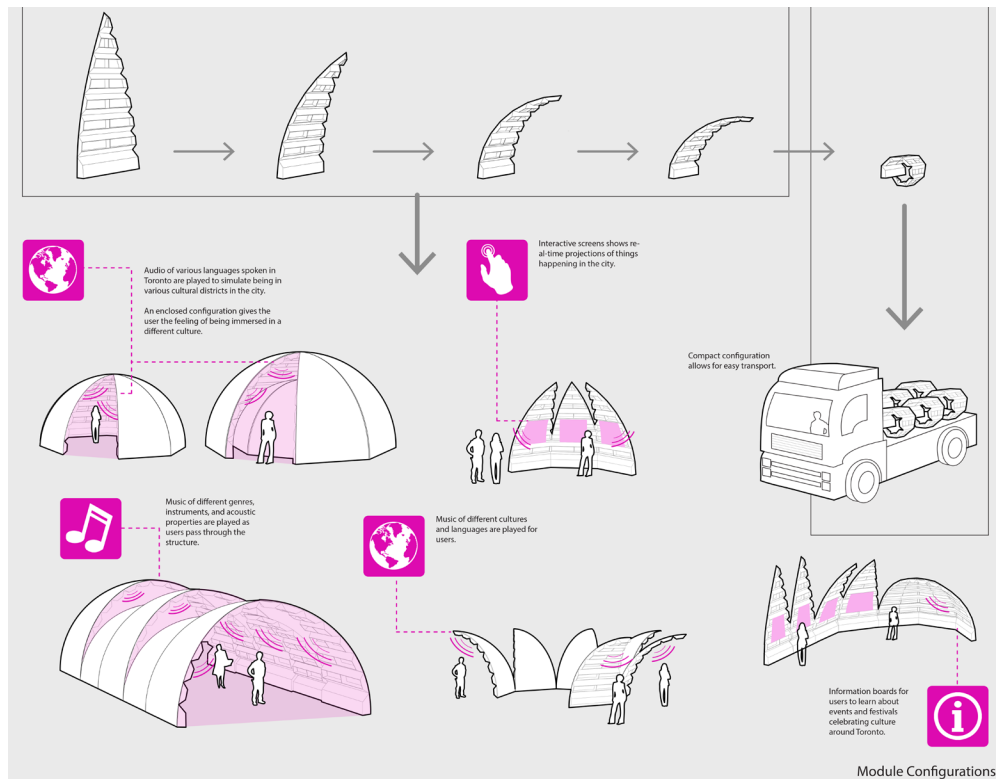 Interactive screens shows re-
al-time projections of things
happening in the city.
Audio of various languages spoken in
Toronto are played to simulate being in
various cultural districts in the city.
An enclosed configuration gives the
user the feeling of being immersed in a
different culture.
Compact configuration
allows for easy transport.
Music of different genres,
instruments, and acoustic
properties are played as
users pass through the
structure.
Music of different cultures
and languages are played for
users.
Information boards for
users to learn about
events and festivals
celebrating culture
around Toronto.
Module Configurations